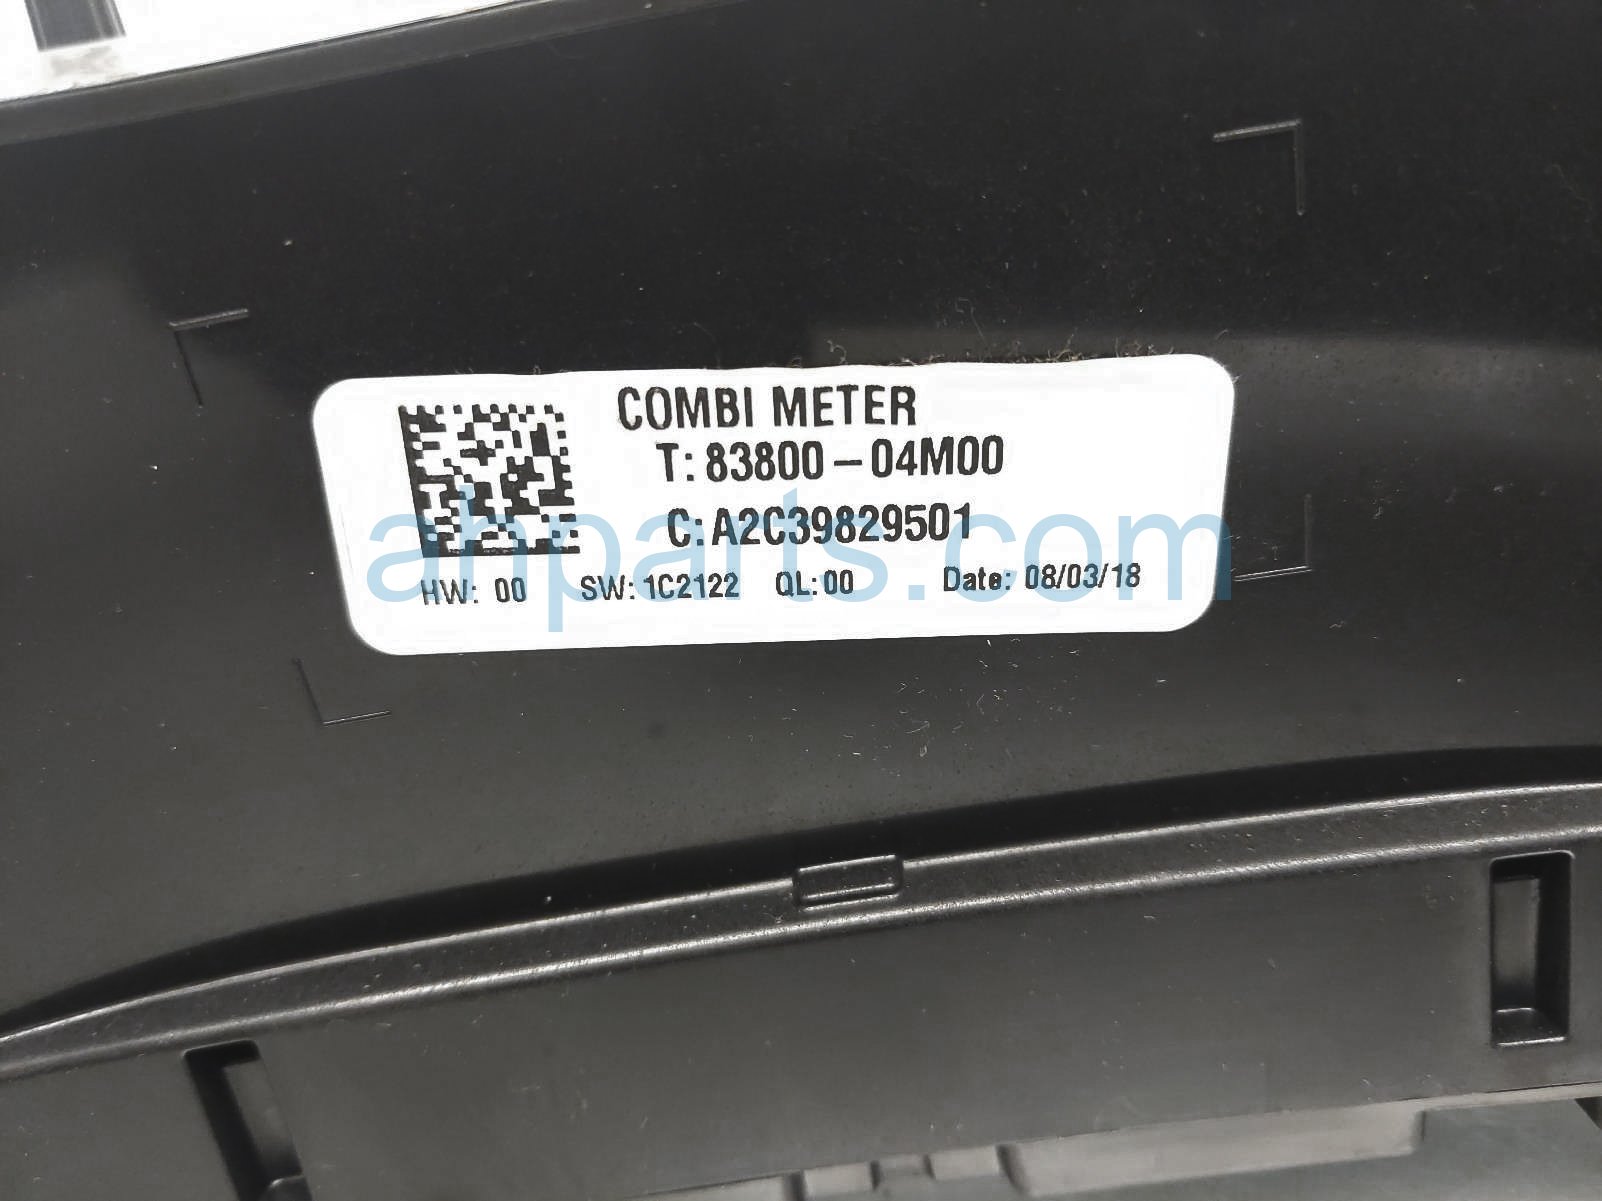 COMBI METER
T: 83800-04M00
C: A2C39829501
HW: 00 SW: 1C2122 QL: 00 Date: 08/03/18
ahparts.com